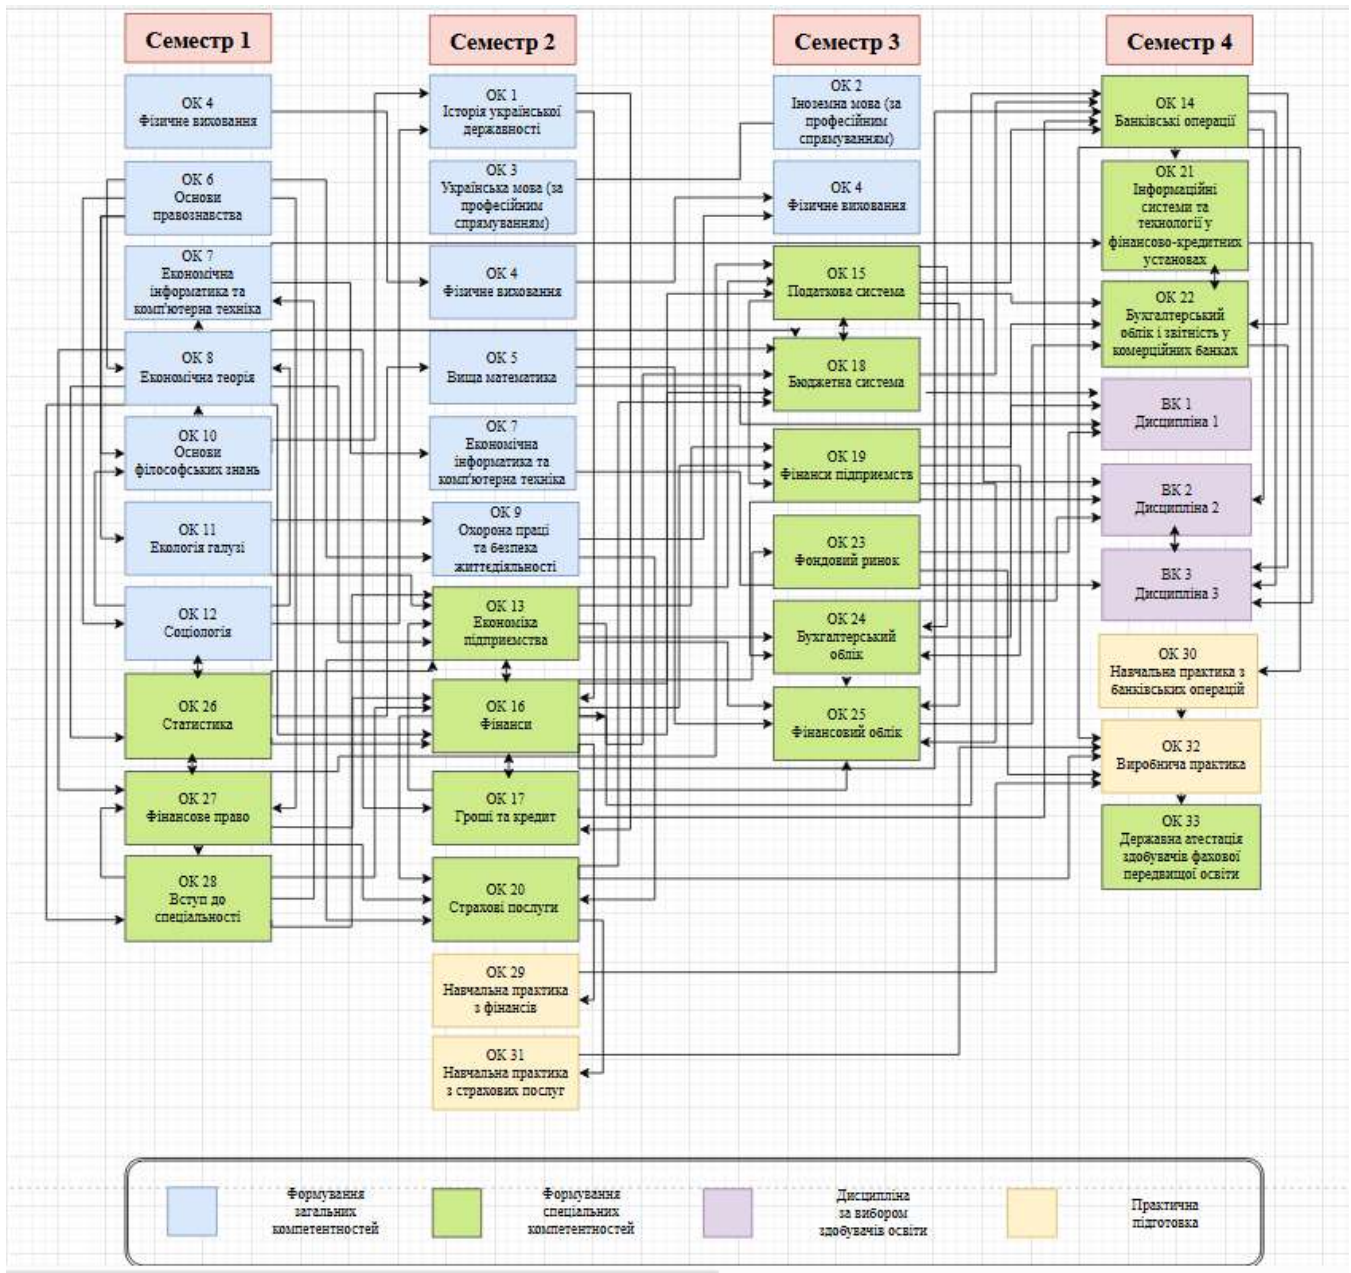 Семестр 1
ОК 4
Фізичне виховання
ОК 6
Основи
правознавства
ОК 7
Економічна
інформатика та
комп'ютерна техніка
ОК 8
Економічна теорія
ОК 10
Основи
філософських знань
ОК 11
Екологія галузі
ОК 12
Соціологія
ОК 26
Статистика
ОК 27
Фінансове право
ОК 28
Вступ до
спеціальності
Семестр 2
ОК 1
Історія української
державності
ОК 3
Українська мова (за
професійним
спрямуванням)
ОК 4
Фізичне виховання
ОК 5
Вища математика
ОК 7
Економічна
інформатика та
комп'ютерна техніка
ОК 9
Охорона праці
та безпека
життєдіяльності
ОК 13
Економіка
підприємства
ОК 16
Фінанси
ОК 17
Гроші та кредит
ОК 20
Страхові послуги
ОК 29
Навчальна практика
з фінансів
ОК 31
Навчальна практика
з страхових послуг
Семестр 3
ОК 2
Іноземна мова (за
професійним
спрямуванням)
ОК 4
Фізичне виховання
ОК 15
Податкова система
ОК 18
Бюджетна система
ОК 19
Фінанси підприємств
ОК 23
Фондовий ринок
ОК 24
Бухгалтерський
облік
ОК 25
Фінансовий облік
Семестр 4
ОК 14
Банківські операції
ОК 21
Інформаційні
системи та
технології у
фінансово-кредитних
установах
ОК 22
Бухгалтерський
облік і звітність у
комерційних банках
ВК 1
Дисципліна 1
ВК 2
Дисципліна 2
ВК 3
Дисципліна 3
ОК 30
Навчальна практика з
банківських операцій
ОК 32
Виробнича практика
ОК 33
Державна атестація
здобувачів фахової
передвищої освіти
Формування
загальних
компетентностей
Формування
спеціальних
компетентностей
Дисципліна
за вибором
здобувачів освіти
Практична
підготовка